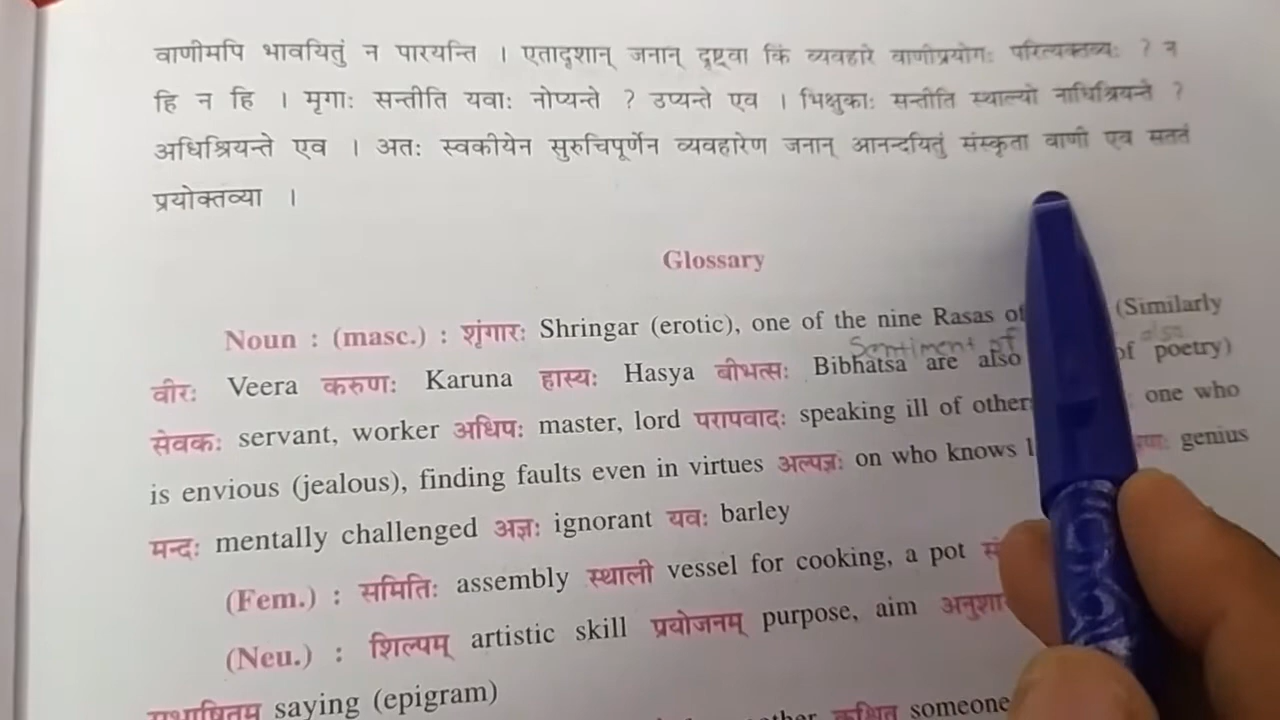 वाणीमपि भावयितुं न पारयन्ति । एतादृशान् जनान् दृष्ट्वा किं व्यवहारे वाणीप्रयोगः परित्यक्तव्यः ? न
हि न हि । मृगाः सन्तीति यवाः नोप्यन्ते ? उप्यन्ते एव । भिक्षुकाः सन्तीति स्थाल्यो नाधिश्रियन्ते ?
अधिश्रियन्ते एव । अतः स्वकीयेन सुरुचिपूर्णेन व्यवहारेण जनान् आनन्दयितुं संस्कृता वाणी एव सततं
प्रयोक्तव्या ।
Glossary
Noun : (masc.) : शृंगारः Shringar (erotic), one of the nine Rasas of (Similarly
Sentiment of also
वीरः Veera करुणः Karuna हास्यः Hasya बीभत्सः Bibhatsa are also of poetry)
सेवकः servant, worker अधिपः master, lord परापवादः speaking ill of other one who
is envious (jealous), finding faults even in virtues अल्पज्ञः on who knows genius
मन्दः mentally challenged अज्ञः ignorant यवः barley
(Fem.) : समितिः assembly स्थाली vessel for cooking, a pot
(Neu.) : शिल्पम् artistic skill प्रयोजनम् purpose, aim
सुभाषितम् saying (epigram)
someone